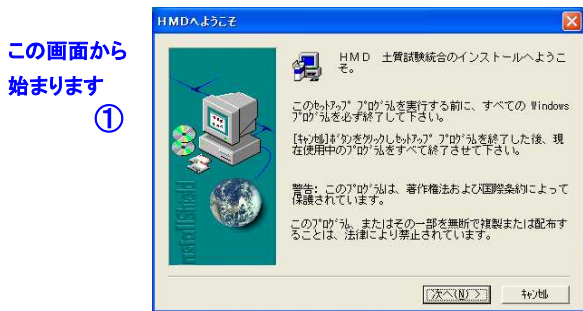 この画面から
始まります
①
HMDへようこそ
HMD 土質試験統合のインストールへようこ
そ。
このｾｯﾄｱｯﾌﾟ ﾌﾟﾛｸﾞﾗﾑを実行する前に、すべての Windows
ﾌﾟﾛｸﾞﾗﾑを必ず終了して下さい。
[ｷｬﾝｾﾙ]ﾎﾞﾀﾝをｸﾘｯｸしｾｯﾄｱｯﾌﾟ ﾌﾟﾛｸﾞﾗﾑを終了した後、現
在使用中のﾌﾟﾛｸﾞﾗﾑをすべて終了させて下さい。
警告: このﾌﾟﾛｸﾞﾗﾑは、著作権法および国際条約によって
保護されています。
このﾌﾟﾛｸﾞﾗﾑ、またはその一部を無断で複製または配布す
ることは、法律により禁止されています。
InstallShield
次へ(N) >
ｷｬﾝｾﾙ